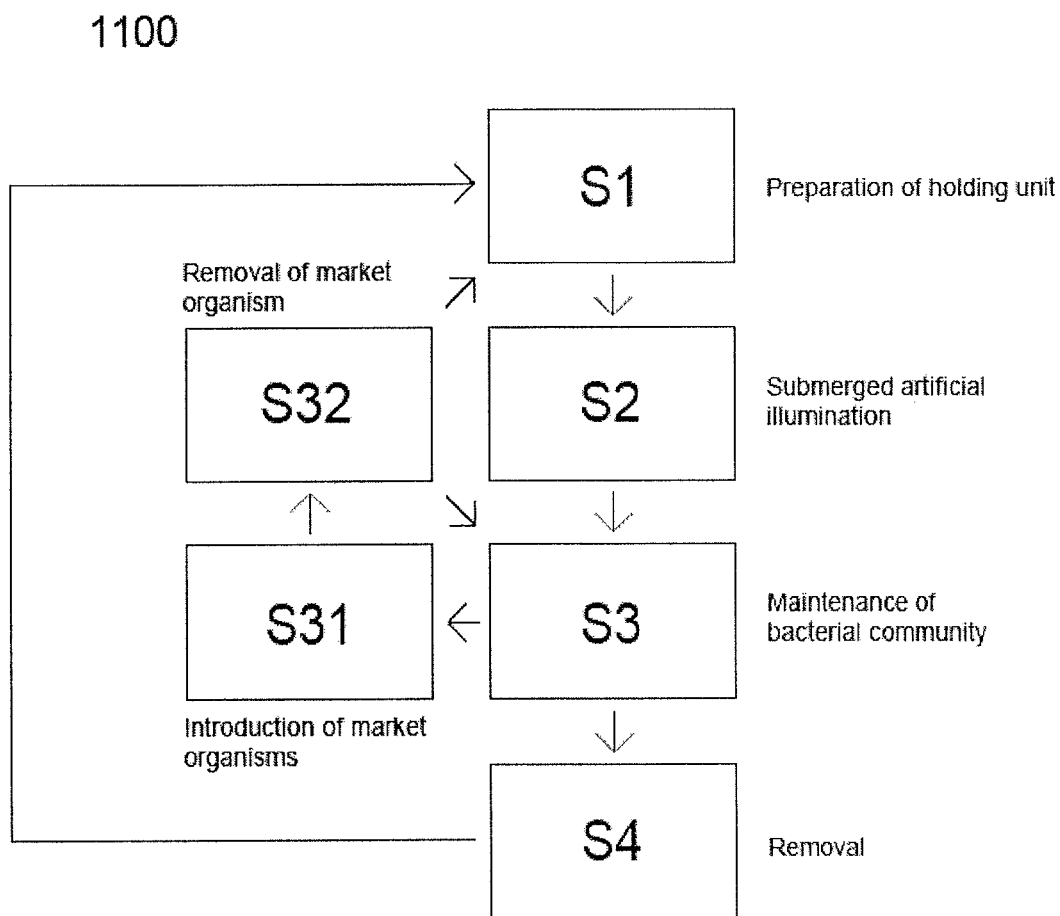 1100
S1
Preparation of holding unit
Removal of market
organism
S32
S2
Submerged artificial
illumination
S31
S3
Maintenance of
bacterial community
Introduction of market
organisms
S4
Removal